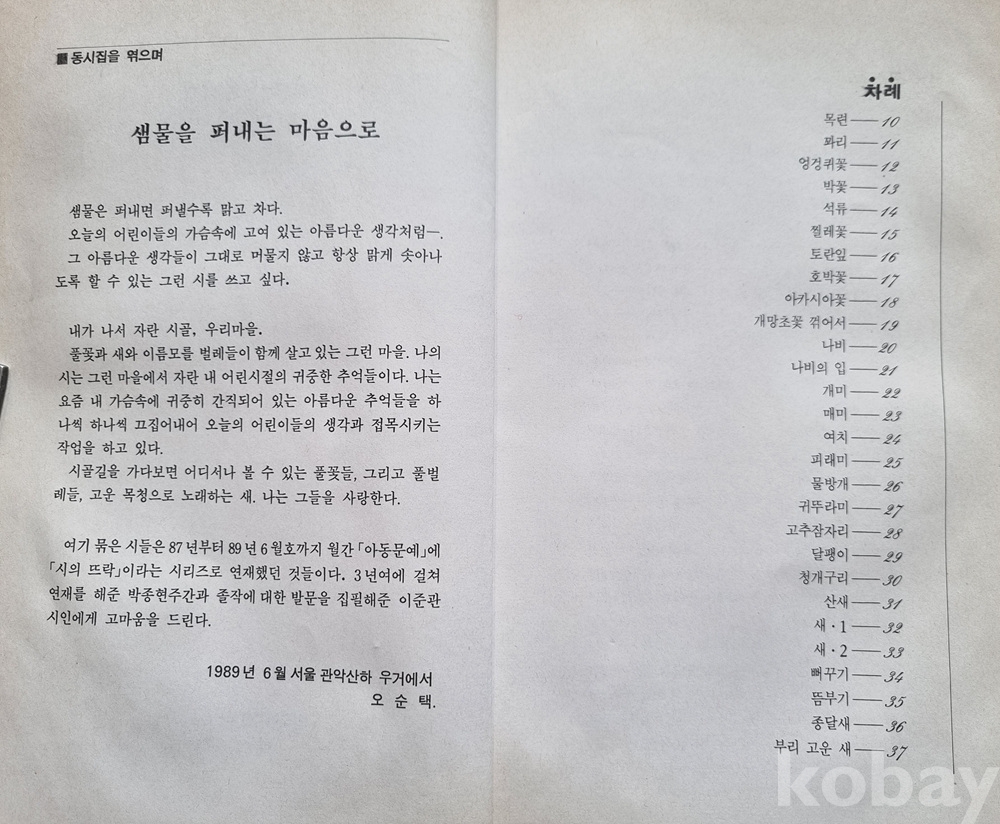 동시집을 엮으며
샘물을 퍼내는 마음으로
샘물은 퍼내면 퍼낼수록 맑고 차다.
오늘의 어린이들의 가슴속에 고여 있는 아름다운 생각처럼—.
그 아름다운 생각들이 그대로 머물지 않고 항상 맑게 솟아나
도록 할 수 있는 그런 시를 쓰고 싶다.
내가 나서 자란 시골, 우리마을.
풀꽃과 새와 이름모를 벌레들이 함께 살고 있는 그런 마을. 나의
시는 그런 마을에서 자란 내 어린시절의 귀중한 추억들이다. 나는
요즘 내 가슴속에 귀중히 간직되어 있는 아름다운 추억들을 하
나씩 하나씩 끄집어내어 오늘의 어린이들의 생각과 접목시키는
작업을 하고 있다.
시골길을 가다보면 어디서나 볼 수 있는 풀꽃들, 그리고 풀벌
레들, 고운 목청으로 노래하는 새. 나는 그들을 사랑한다.
여기 묶은 시들은 87년부터 89년 6월호까지 월간 「아동문예」에
「시의 뜨락」이라는 시리즈로 연재했던 것들이다. 3년여에 걸쳐
연재를 해준 박종현주간과 졸작에 대한 발문을 집필해준 이준관
시인에게 고마움을 드린다.
1989년 6월 서울 관악산하 우거에서
오 순 택.
차례
목련——10
꽈리——11
엉겅퀴꽃——12
박꽃——13
석류——14
찔레꽃——15
토란잎——16
호박꽃——17
아카시아꽃——18
개망초꽃 꺾어서——19
나비——20
나비의 입——21
개미——22
매미——23
여치——24
피래미——25
물방개——26
귀뚜라미——27
고추잠자리——28
달팽이——29
청개구리——30
산새——31
새·1——32
새·2——33
뻐꾸기——34
뜸부기——35
종달새——36
부리 고운 새——37
kobay